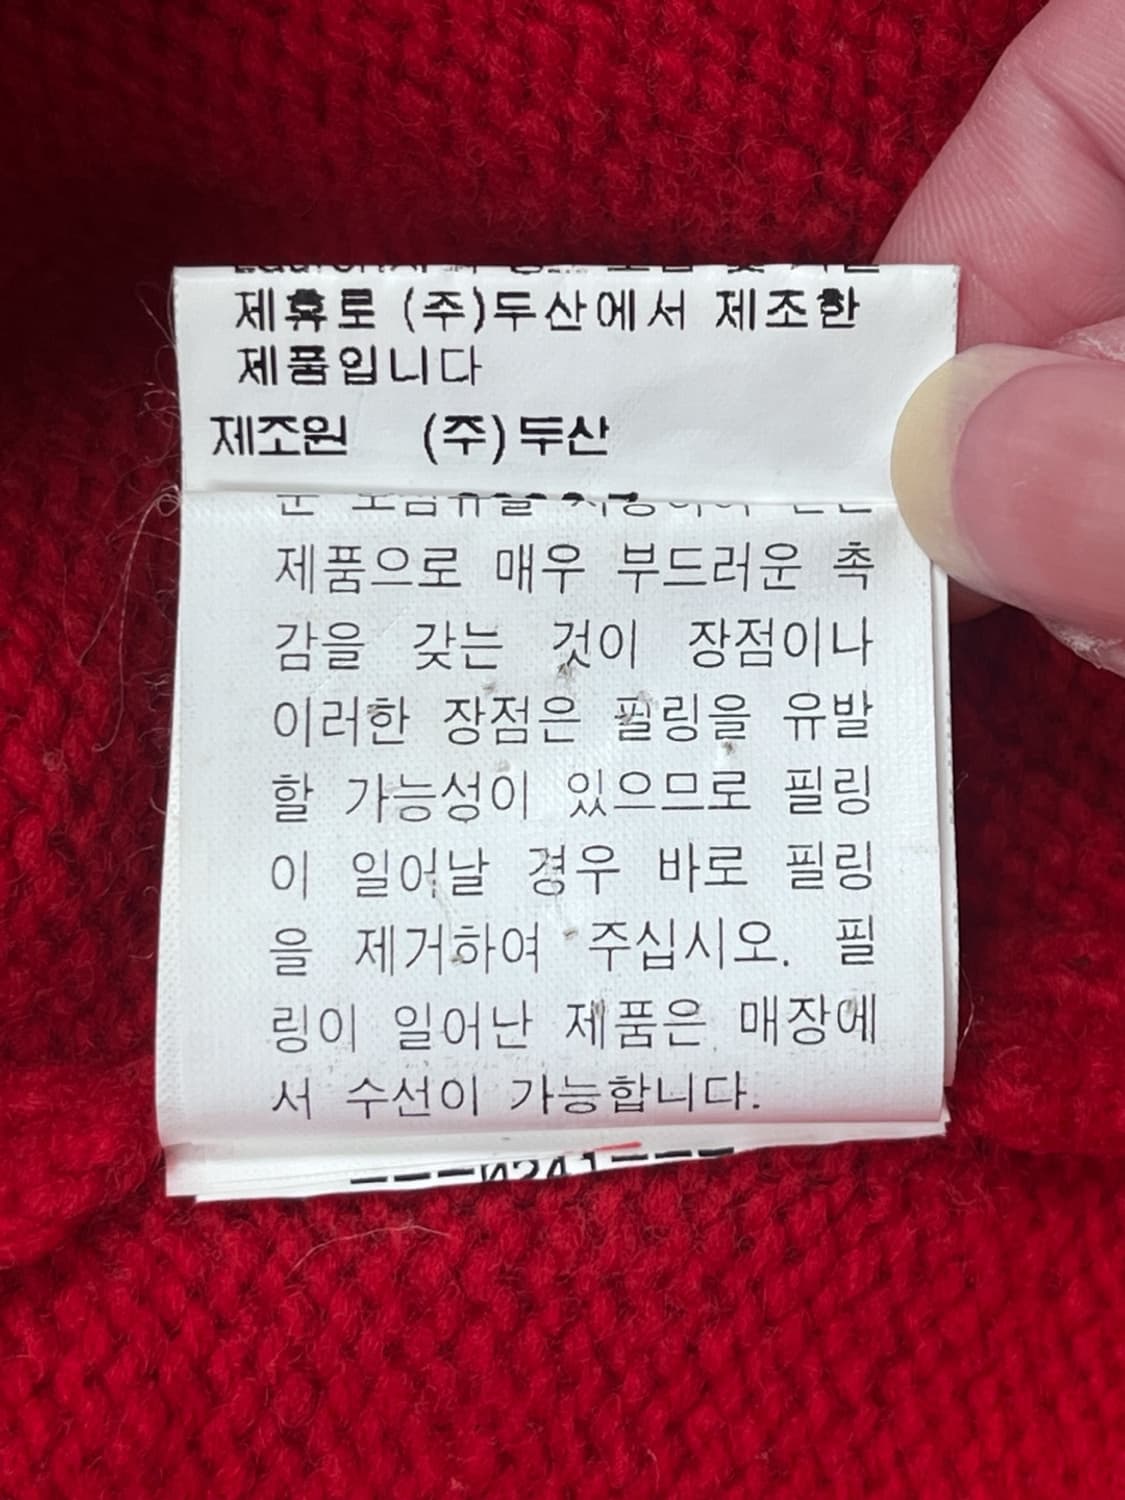 제휴로 (주)두산에서 제조한
제품입니다
제조원 (주)두산
제품으로 매우 부드러운 촉
감을 갖는 것이 장점이나
이러한 장점은 필링을 유발
할 가능성이 있으므로 필링
이 일어날 경우 바로 필링
을 제거하여 주십시오. 필
링이 일어난 제품은 매장에
서 수선이 가능합니다.